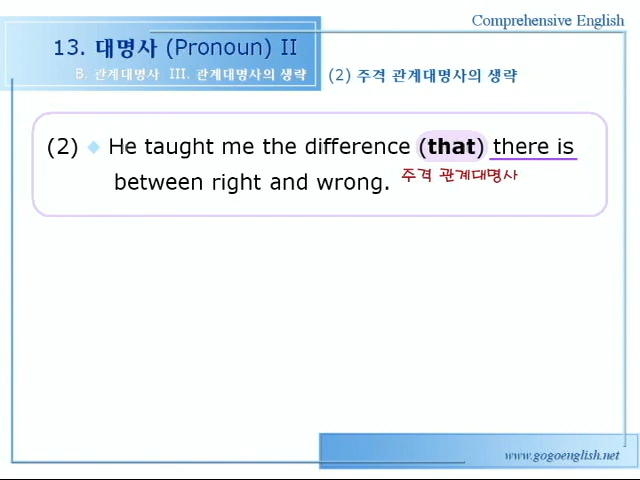 Comprehensive English
13. 대명사 (Pronoun) II
B. 관계대명사 III. 관계대명사의 생략
(2) 주격 관계대명사의 생략
(2) ◆ He taught me the difference (that) there is
between right and wrong.
주격 관계대명사
www.gogoenglish.net